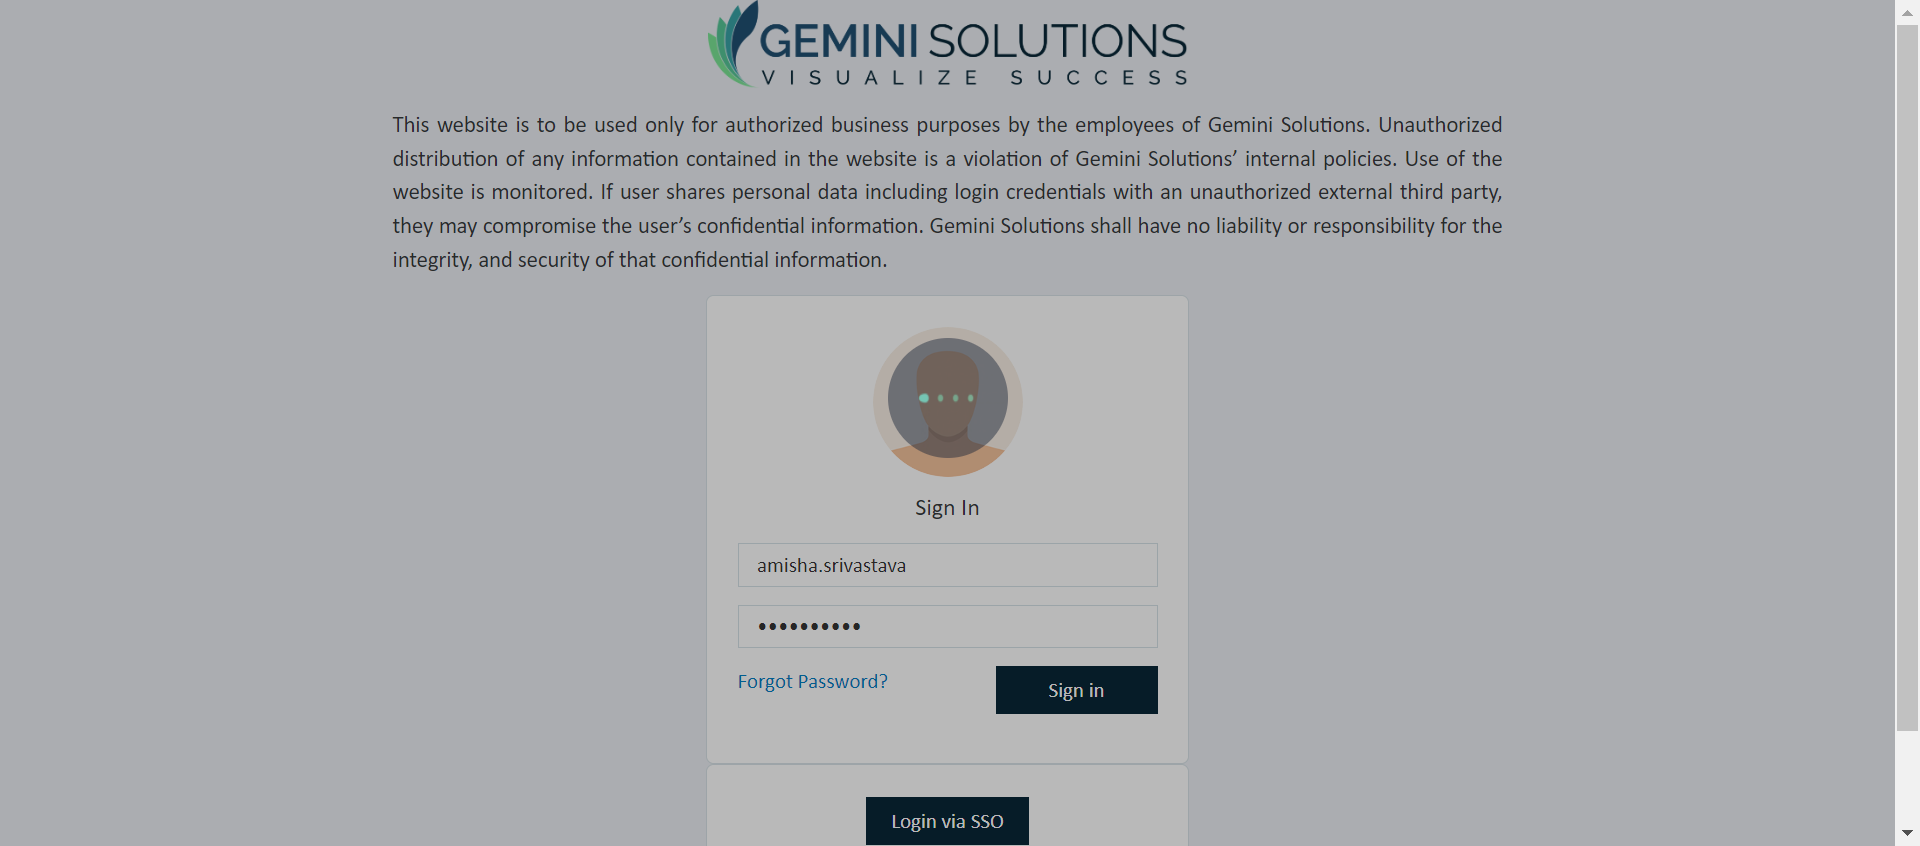 GEMINI SOLUTIONS
VISUALIZE SUCCESS
This website is to be used only for authorized business purposes by the employees of Gemini Solutions. Unauthorized
distribution of any information contained in the website is a violation of Gemini Solutions’ internal policies. Use of the
website is monitored. If user shares personal data including login credentials with an unauthorized external third party,
they may compromise the user’s confidential information. Gemini Solutions shall have no liability or responsibility for the
integrity, and security of that confidential information.
Sign In
amisha.srivastava
••••••••••
Forgot Password?
Sign in
Login via SSO